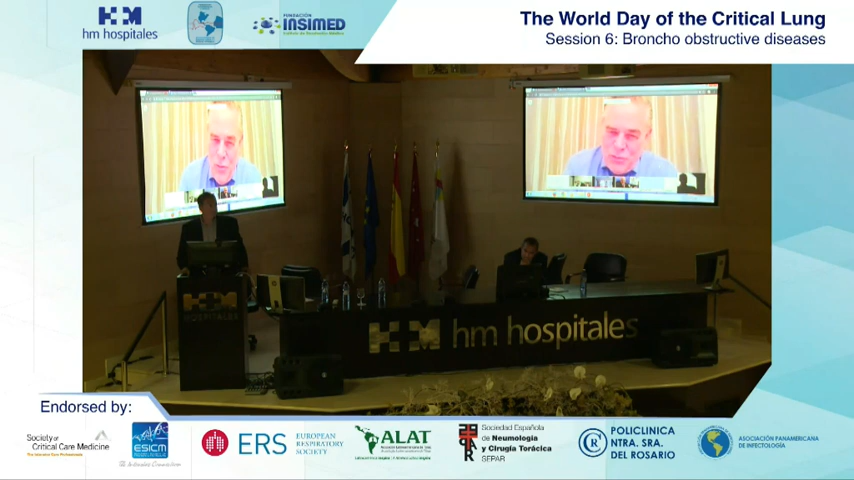 hm hospitales
FUNDACIÓN
INSIMED
The World Day of the Critical Lung
Session 6: Broncho obstructive diseases
HM
HOSPITALES
HM hm hospitales
Endorsed by:
Society of
Critical Care Medicine
ESICM
ERS
EUROPEAN
RESPIRATORY
SOCIETY
ALAT
Sociedad Española
de Neumología
y Cirugía Torácica
SEPAR
POLICLINICA
NTRA. SRA.
DEL ROSARIO
ASOCIACIÓN PANAMERICANA
DE INFECTOLOGÍA